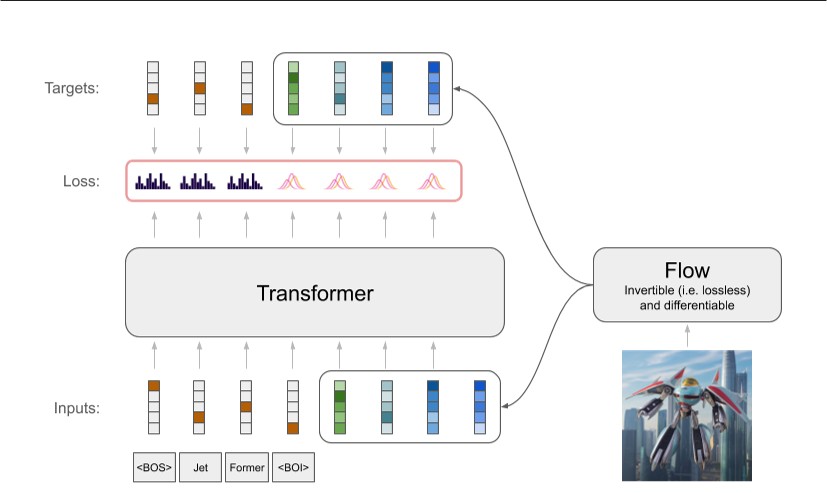 Targets:
Loss:
Transformer
Flow
Invertible (i.e. lossless)
and differentiable
Inputs:
<BOS> Jet Former <BOI>